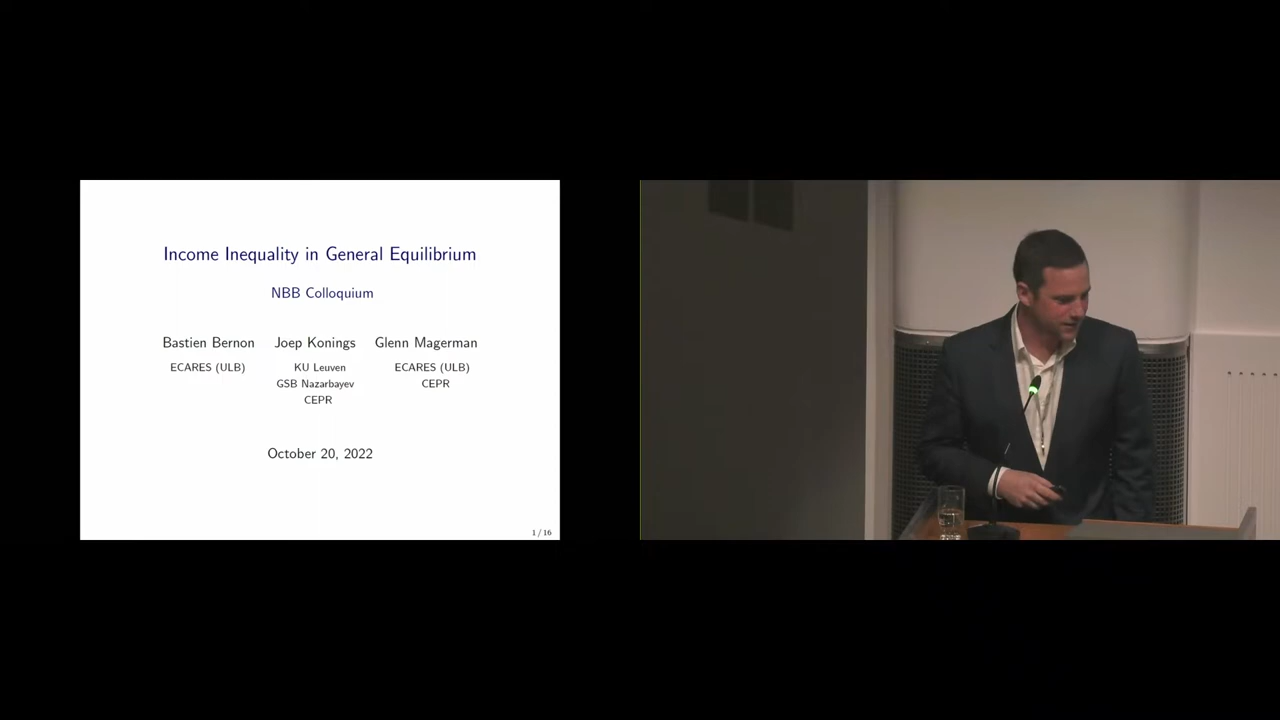 Income Inequality in General Equilibrium
NBB Colloquium
Bastien Bernon Joep Konings Glenn Magerman
ECARES (ULB) KU Leuven ECARES (ULB)
GSB Nazarbayev CEPR
CEPR
October 20, 2022
1 / 16